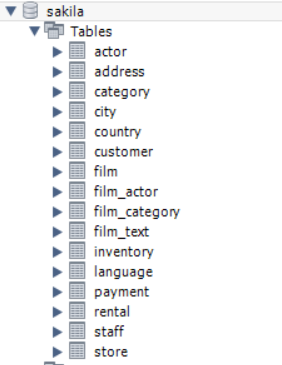 sakila
Tables
actor
address
category
city
country
customer
film
film_actor
film_category
film_text
inventory
language
payment
rental
staff
store